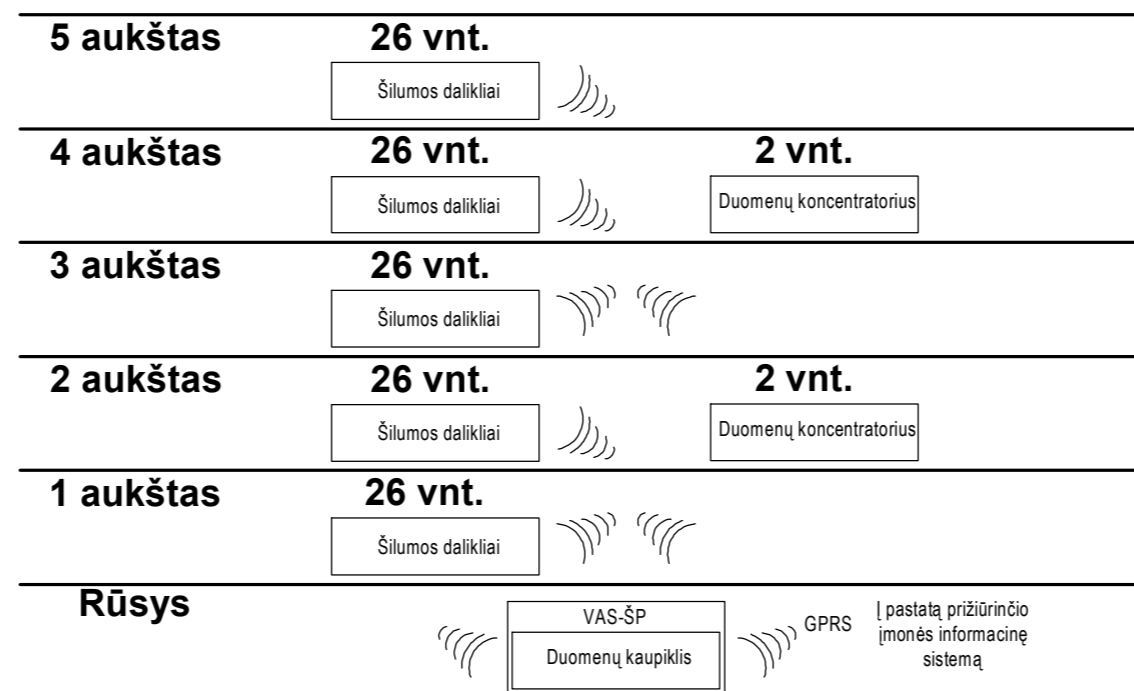 5 aukštas
26 vnt.
Šilumos dalikliai
4 aukštas
26 vnt.
2 vnt.
Šilumos dalikliai
Duomenų koncentratorius
3 aukštas
26 vnt.
Šilumos dalikliai
2 aukštas
26 vnt.
2 vnt.
Šilumos dalikliai
Duomenų koncentratorius
1 aukštas
26 vnt.
Šilumos dalikliai
Rūsys
VAS-ŠP
Duomenų kaupiklis
GPRS
Į pastatą prižiūrinčio
įmonės informacinę
sistemą